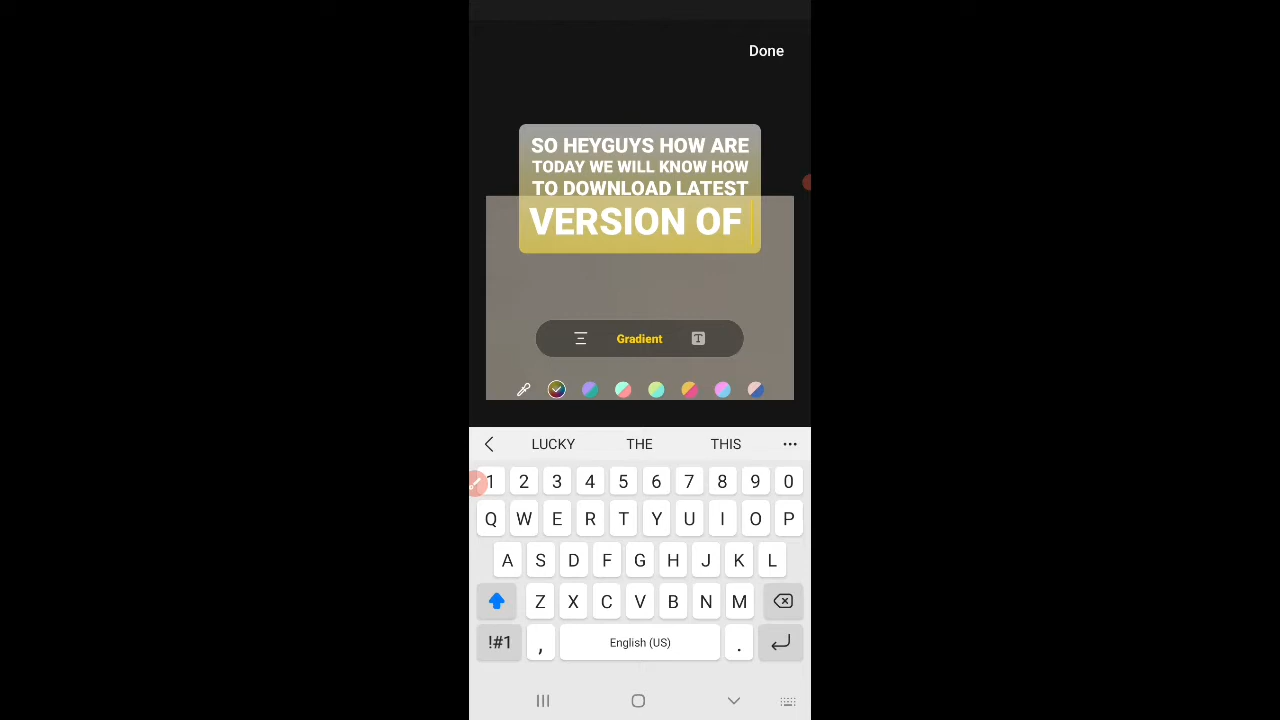 Done
SO HEYGUYS HOW ARE
TODAY WE WILL KNOW HOW
TO DOWNLOAD LATEST
VERSION OF
Gradient
T
LUCKY THE THIS
1 2 3 4 5 6 7 8 9 0
Q W E R T Y U I O P
A S D F G H J K L
Z X C V B N M
!#1 , English (US) .